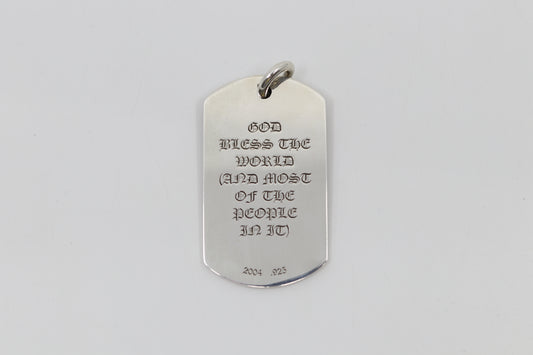 GOD
BLESS THE
WORLD
(AND MOST
OF THE
PEOPLE
IN IT)
2004 .925